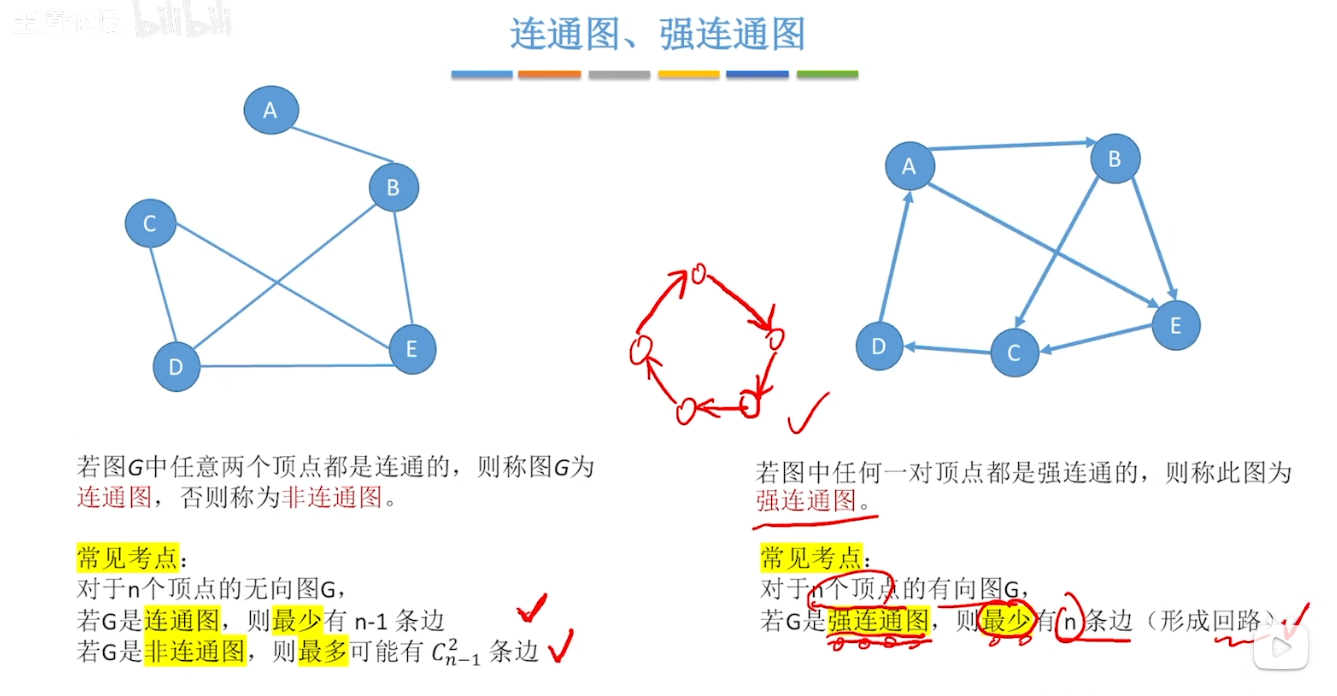 王道论坛 bilibili
连通图、强连通图
A
B
C
D
E
A
B
D
C
E
若图G中任意两个顶点都是连通的，则称图G为
连通图，否则称为非连通图。
常见考点：
对于n个顶点的无向图G，
若G是连通图，则最少有 n-1 条边
若G是非连通图，则最多可能有 $C_{n-1}^2$ 条边
若图中任何一对顶点都是强连通的，则称此图为
强连通图。
常见考点：
对于n个顶点的有向图G，
若G是强连通图，则最少有 n 条边（形成回路）